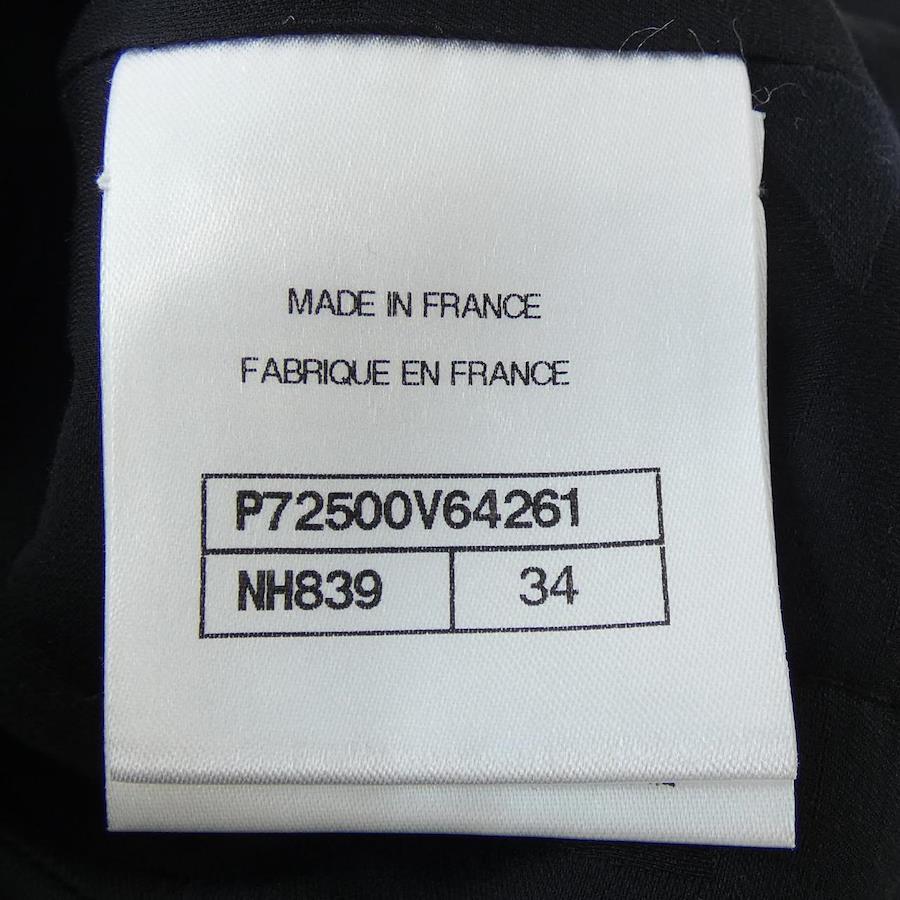 MADE IN FRANCE
FABRIQUE EN FRANCE
P72500V64261
NH839 34